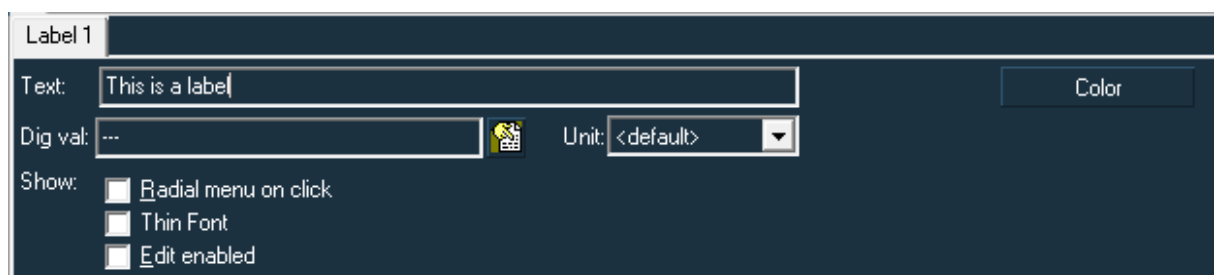 Label 1
Text: This is a label Color
Dig val: --- Unit: <default>
Show: Radial menu on click
Thin Font
Edit enabled